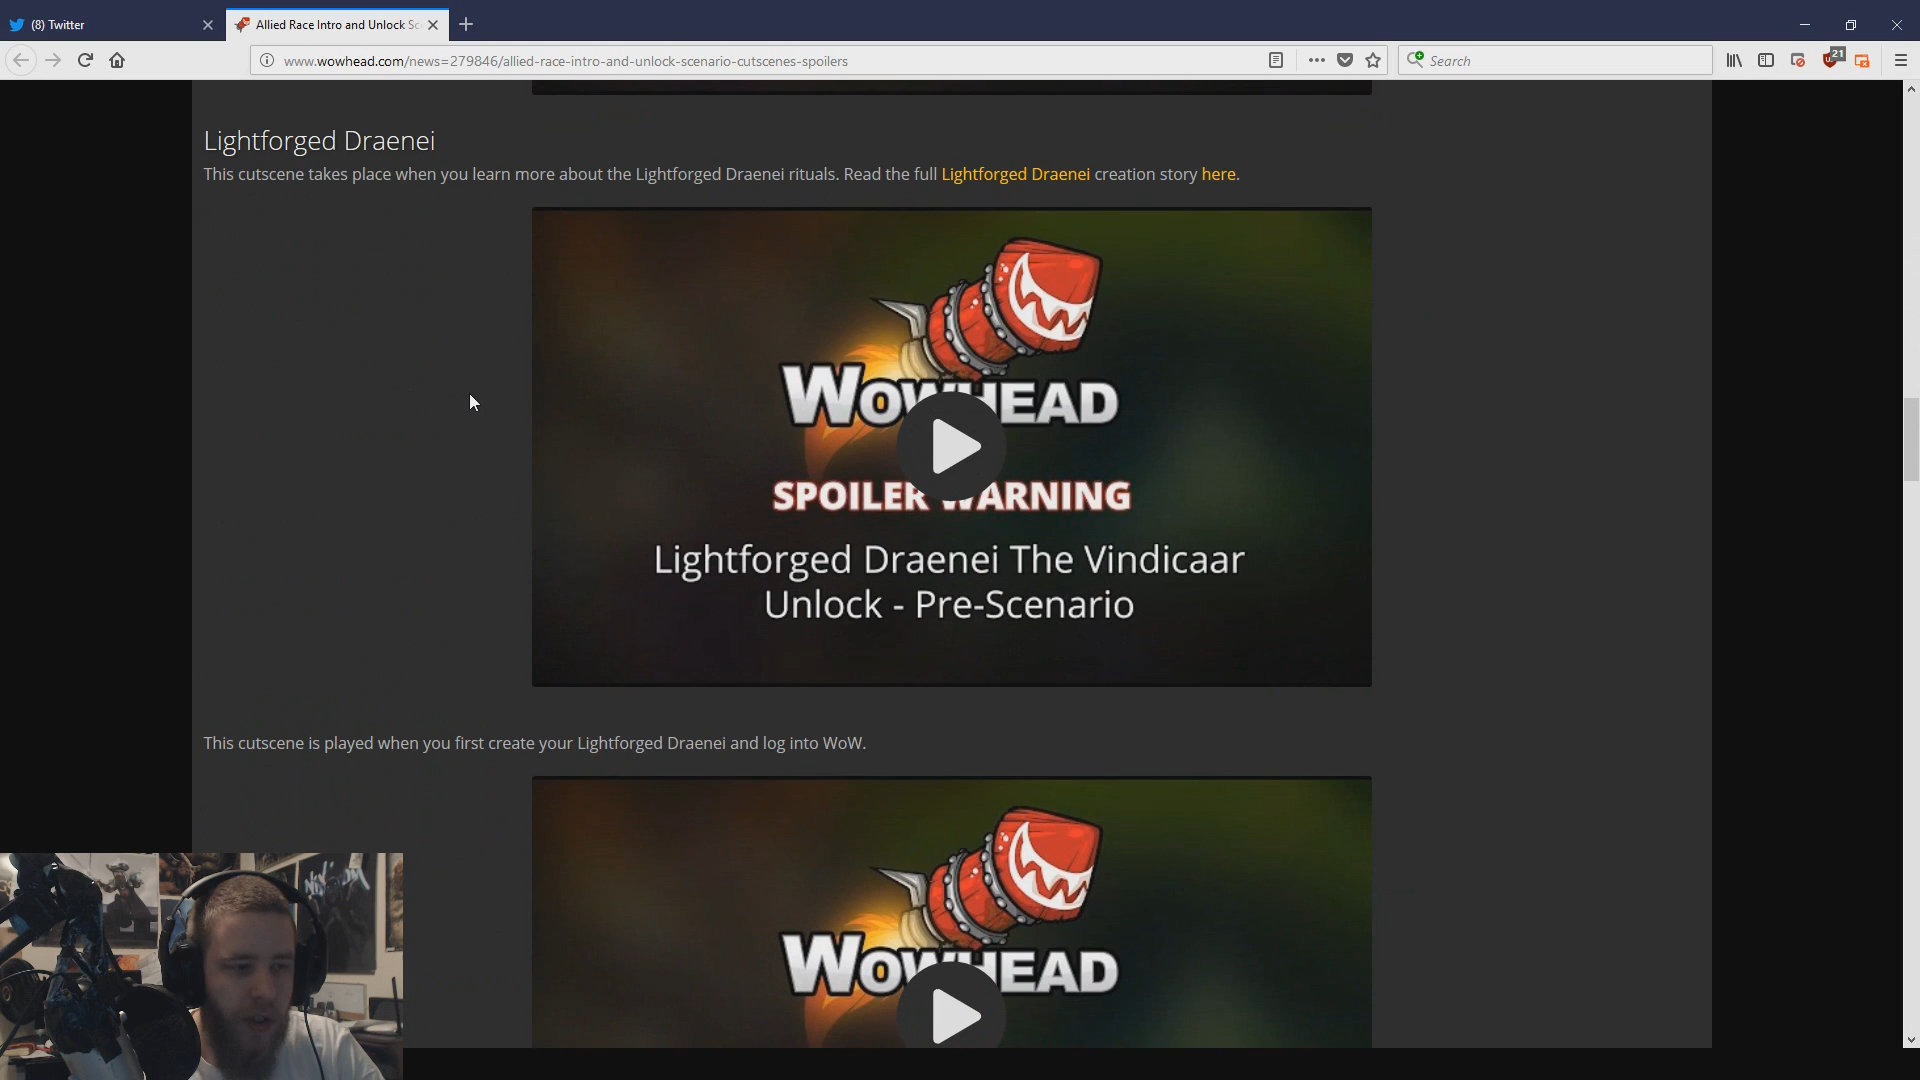 (8) Twitter
Allied Race Intro and Unlock Sc
www.wowhead.com/news=279846/allied-race-intro-and-unlock-scenario-cutscenes-spoilers
Search
21
Lightforged Draenei
This cutscene takes place when you learn more about the Lightforged Draenei rituals. Read the full Lightforged Draenei creation story here.
WOWHEAD
SPOILER WARNING
Lightforged Draenei The Vindicaar
Unlock - Pre-Scenario
This cutscene is played when you first create your Lightforged Draenei and log into WoW.
WOWHEAD